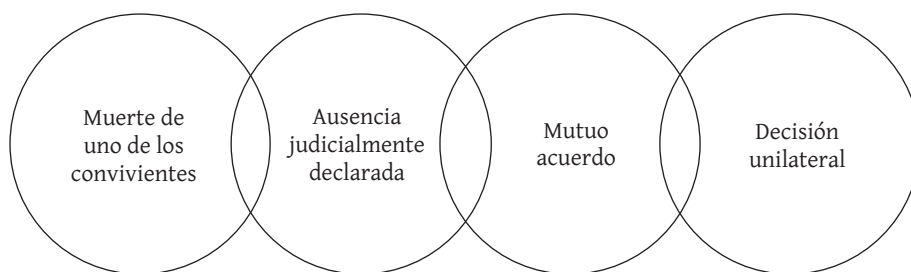 Muerte de
uno de los
convivientes
Ausencia
judicialmente
declarada
Mutuo
acuerdo
Decisión
unilateral